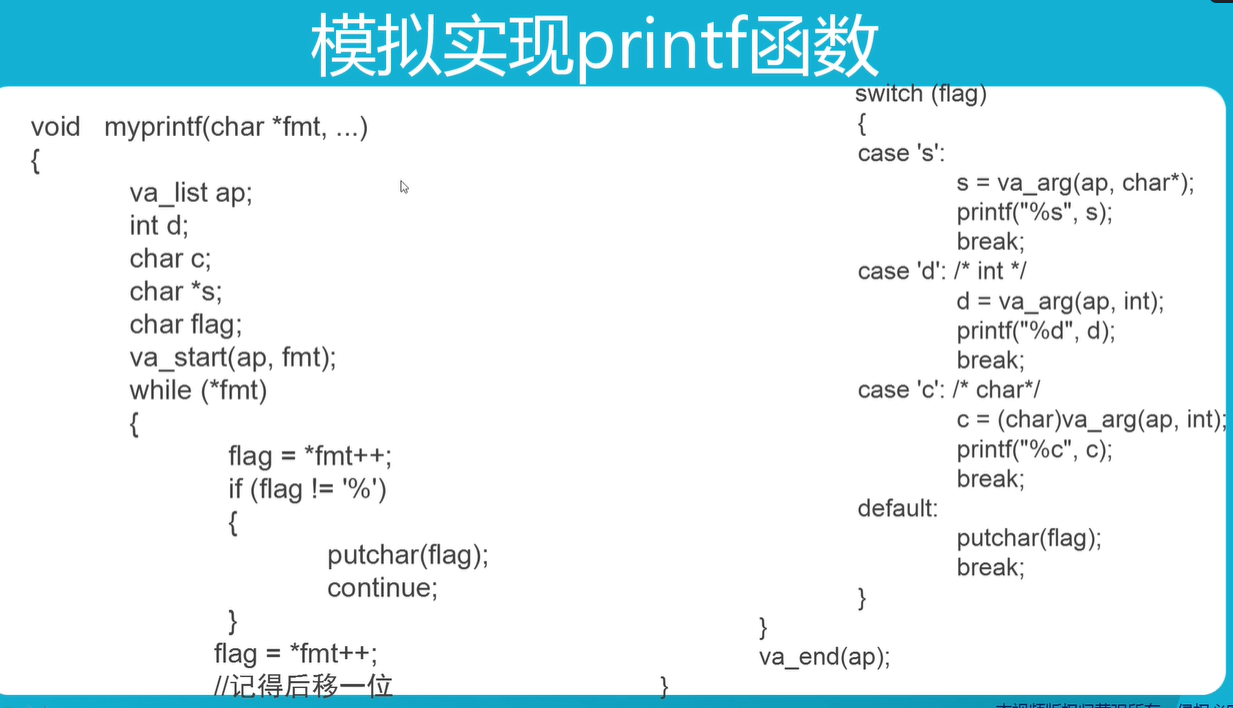 模拟实现printf函数
void myprintf(char *fmt, ...)
{
va_list ap;
int d;
char c;
char *s;
char flag;
va_start(ap, fmt);
while (*fmt)
{
flag = *fmt++;
if (flag != '%')
{
putchar(flag);
continue;
}
flag = *fmt++;
//记得后移一位
switch (flag)
{
case 's':
s = va_arg(ap, char*);
printf("%s", s);
break;
case 'd': /* int */
d = va_arg(ap, int);
printf("%d", d);
break;
case 'c': /* char*/
c = (char)va_arg(ap, int);
printf("%c", c);
break;
default:
putchar(flag);
break;
}
}
va_end(ap);
}